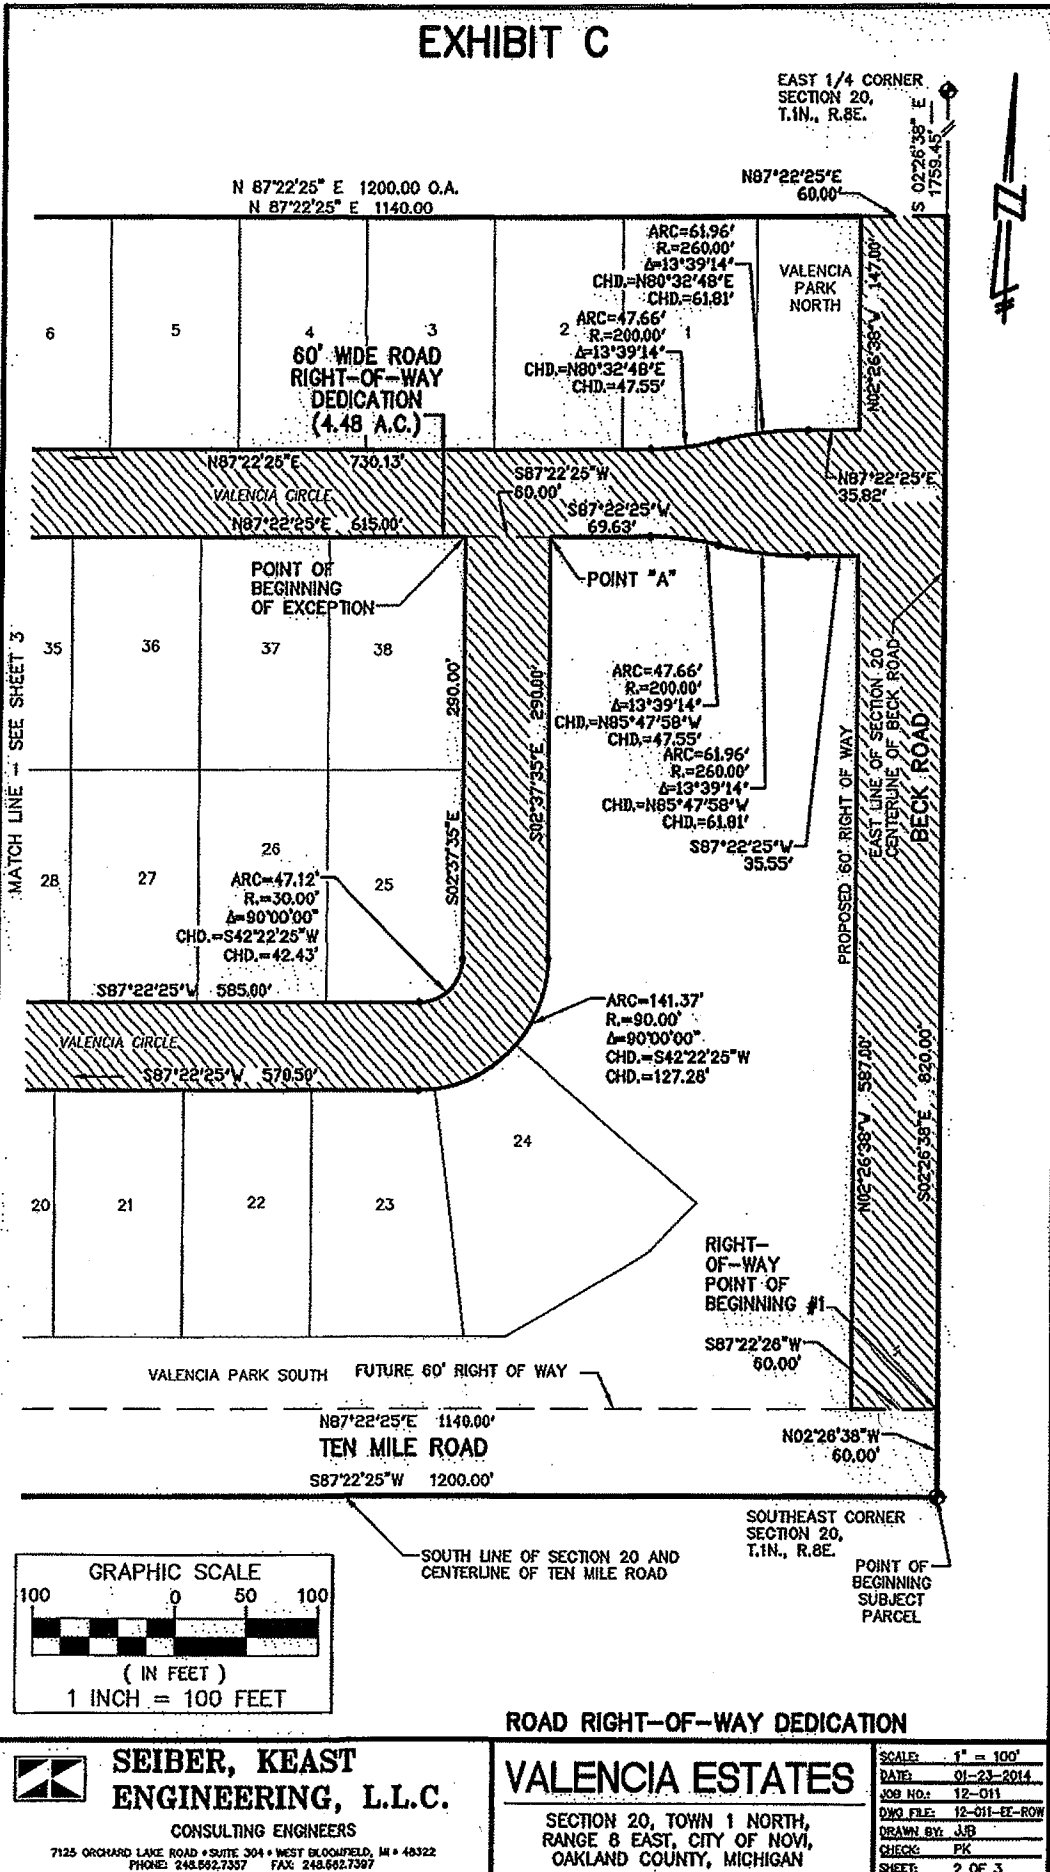 EXHIBIT C
EAST 1/4 CORNER
SECTION 20,
T.1N., R.8E.
S 02°26'38" E
1759.45'
N87°22'25"E
60.00'
N 87°22'25" E 1200.00 O.A.
N 87°22'25" E 1140.00
ARC=61.96'
R.=260.00'
Δ=13°39'14"
CHD.=N80°32'48"E
CHD.=61.81'
VALENCIA
PARK
NORTH
N02°26'38"W 147.00'
6
5
4
3
2
1
ARC=47.66'
R.=200.00'
Δ=13°39'14"
CHD.=N80°32'48"E
CHD.=47.55'
60' WIDE ROAD
RIGHT-OF-WAY
DEDICATION
(4.48 A.C.)
N87°22'25"E 730.13'
VALENCIA CIRCLE
N87°22'25"E 615.00'
S87°22'25"W
60.00'
S87°22'25"W
69.63'
N87°22'25"E
35.82'
POINT OF
BEGINNING
OF EXCEPTION
POINT "A"
MATCH LINE - SEE SHEET 3
35
36
37
38
S02°37'35"E 290.00'
S02°37'35"E 290.00'
ARC=47.66'
R.=200.00'
Δ=13°39'14"
CHD.=N85°47'58"W
CHD.=47.55'
ARC=61.96'
R.=260.00'
Δ=13°39'14"
CHD.=N85°47'58"W
CHD.=61.81'
S87°22'25"W
35.55'
PROPOSED 60' RIGHT OF WAY
EAST LINE OF SECTION 20
CENTERLINE OF BECK ROAD
BECK ROAD
28
27
26
25
ARC=47.12'
R.=30.00'
Δ=90°00'00"
CHD.=S42°22'25"W
CHD.=42.43'
S87°22'25"W 585.00'
VALENCIA CIRCLE
S87°22'25"W 570.50'
ARC=141.37'
R.=90.00'
Δ=90°00'00"
CHD.=S42°22'25"W
CHD.=127.28'
N02°26'38"W 587.00'
S02°26'38"E 820.00'
20
21
22
23
24
RIGHT-
OF-WAY
POINT OF
BEGINNING #1
S87°22'26"W
60.00'
VALENCIA PARK SOUTH
FUTURE 60' RIGHT OF WAY
N87°22'25"E 1140.00'
TEN MILE ROAD
S87°22'25"W 1200.00'
N02°26'38"W
60.00'
SOUTHEAST CORNER
SECTION 20,
T.1N., R.8E.
SOUTH LINE OF SECTION 20 AND
CENTERLINE OF TEN MILE ROAD
POINT OF
BEGINNING
SUBJECT
PARCEL
GRAPHIC SCALE
100 0 50 100
( IN FEET )
1 INCH = 100 FEET
ROAD RIGHT-OF-WAY DEDICATION
SEIBER, KEAST
ENGINEERING, L.L.C.
CONSULTING ENGINEERS
7125 ORCHARD LAKE ROAD • SUITE 304 • WEST BLOOMFIELD, MI • 48322
PHONE: 248.562.7357 FAX: 248.562.7397
VALENCIA ESTATES
SECTION 20, TOWN 1 NORTH,
RANGE 8 EAST, CITY OF NOVI,
OAKLAND COUNTY, MICHIGAN
SCALE: 1" = 100'
DATE: 01-23-2014
JOB NO.: 12-011
DWG FILE: 12-011-EE-ROW
DRAWN BY: JJB
CHECK: PK
SHEET: 2 OF 3